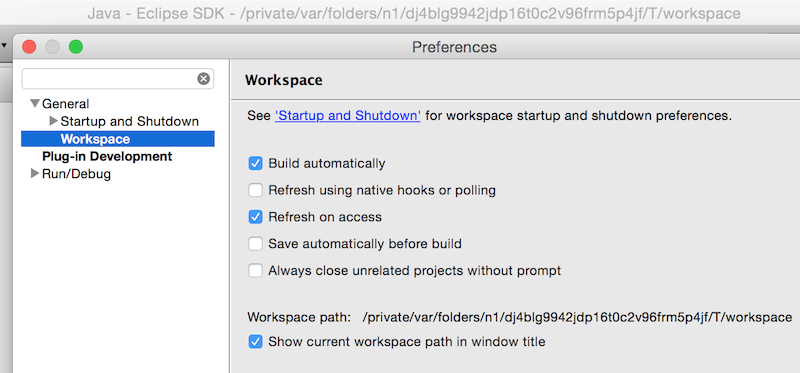 Java - Eclipse SDK - /private/var/folders/n1/dj4blg9942jdp16t0c2v96frm5p4jf/T/workspace
Preferences
General
Startup and Shutdown
Workspace
Plug-in Development
Run/Debug
Workspace
See 'Startup and Shutdown' for workspace startup and shutdown preferences.
Build automatically
Refresh using native hooks or polling
Refresh on access
Save automatically before build
Always close unrelated projects without prompt
Workspace path: /private/var/folders/n1/dj4blg9942jdp16t0c2v96frm5p4jf/T/workspace
Show current workspace path in window title